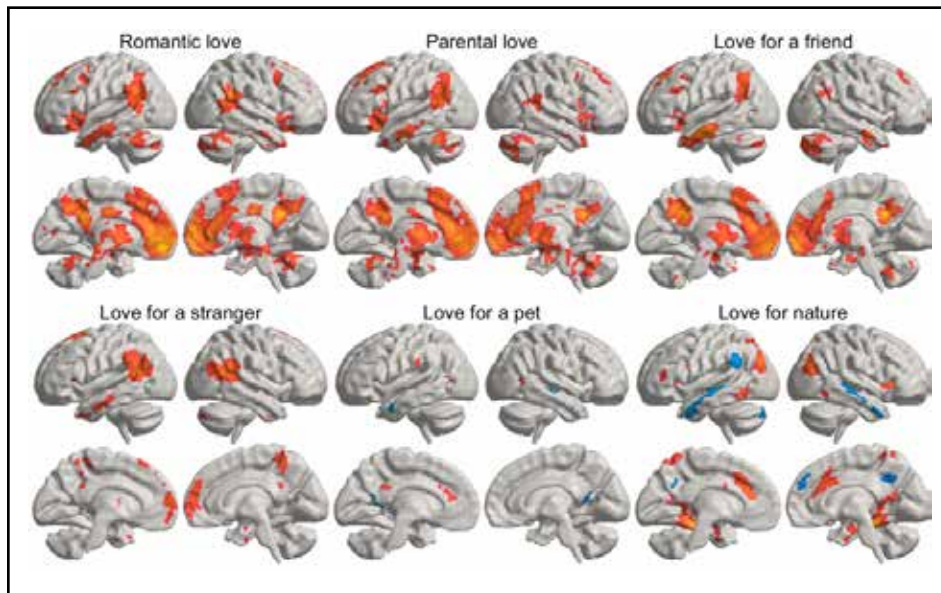 Romantic love
Parental love
Love for a friend
Love for a stranger
Love for a pet
Love for nature